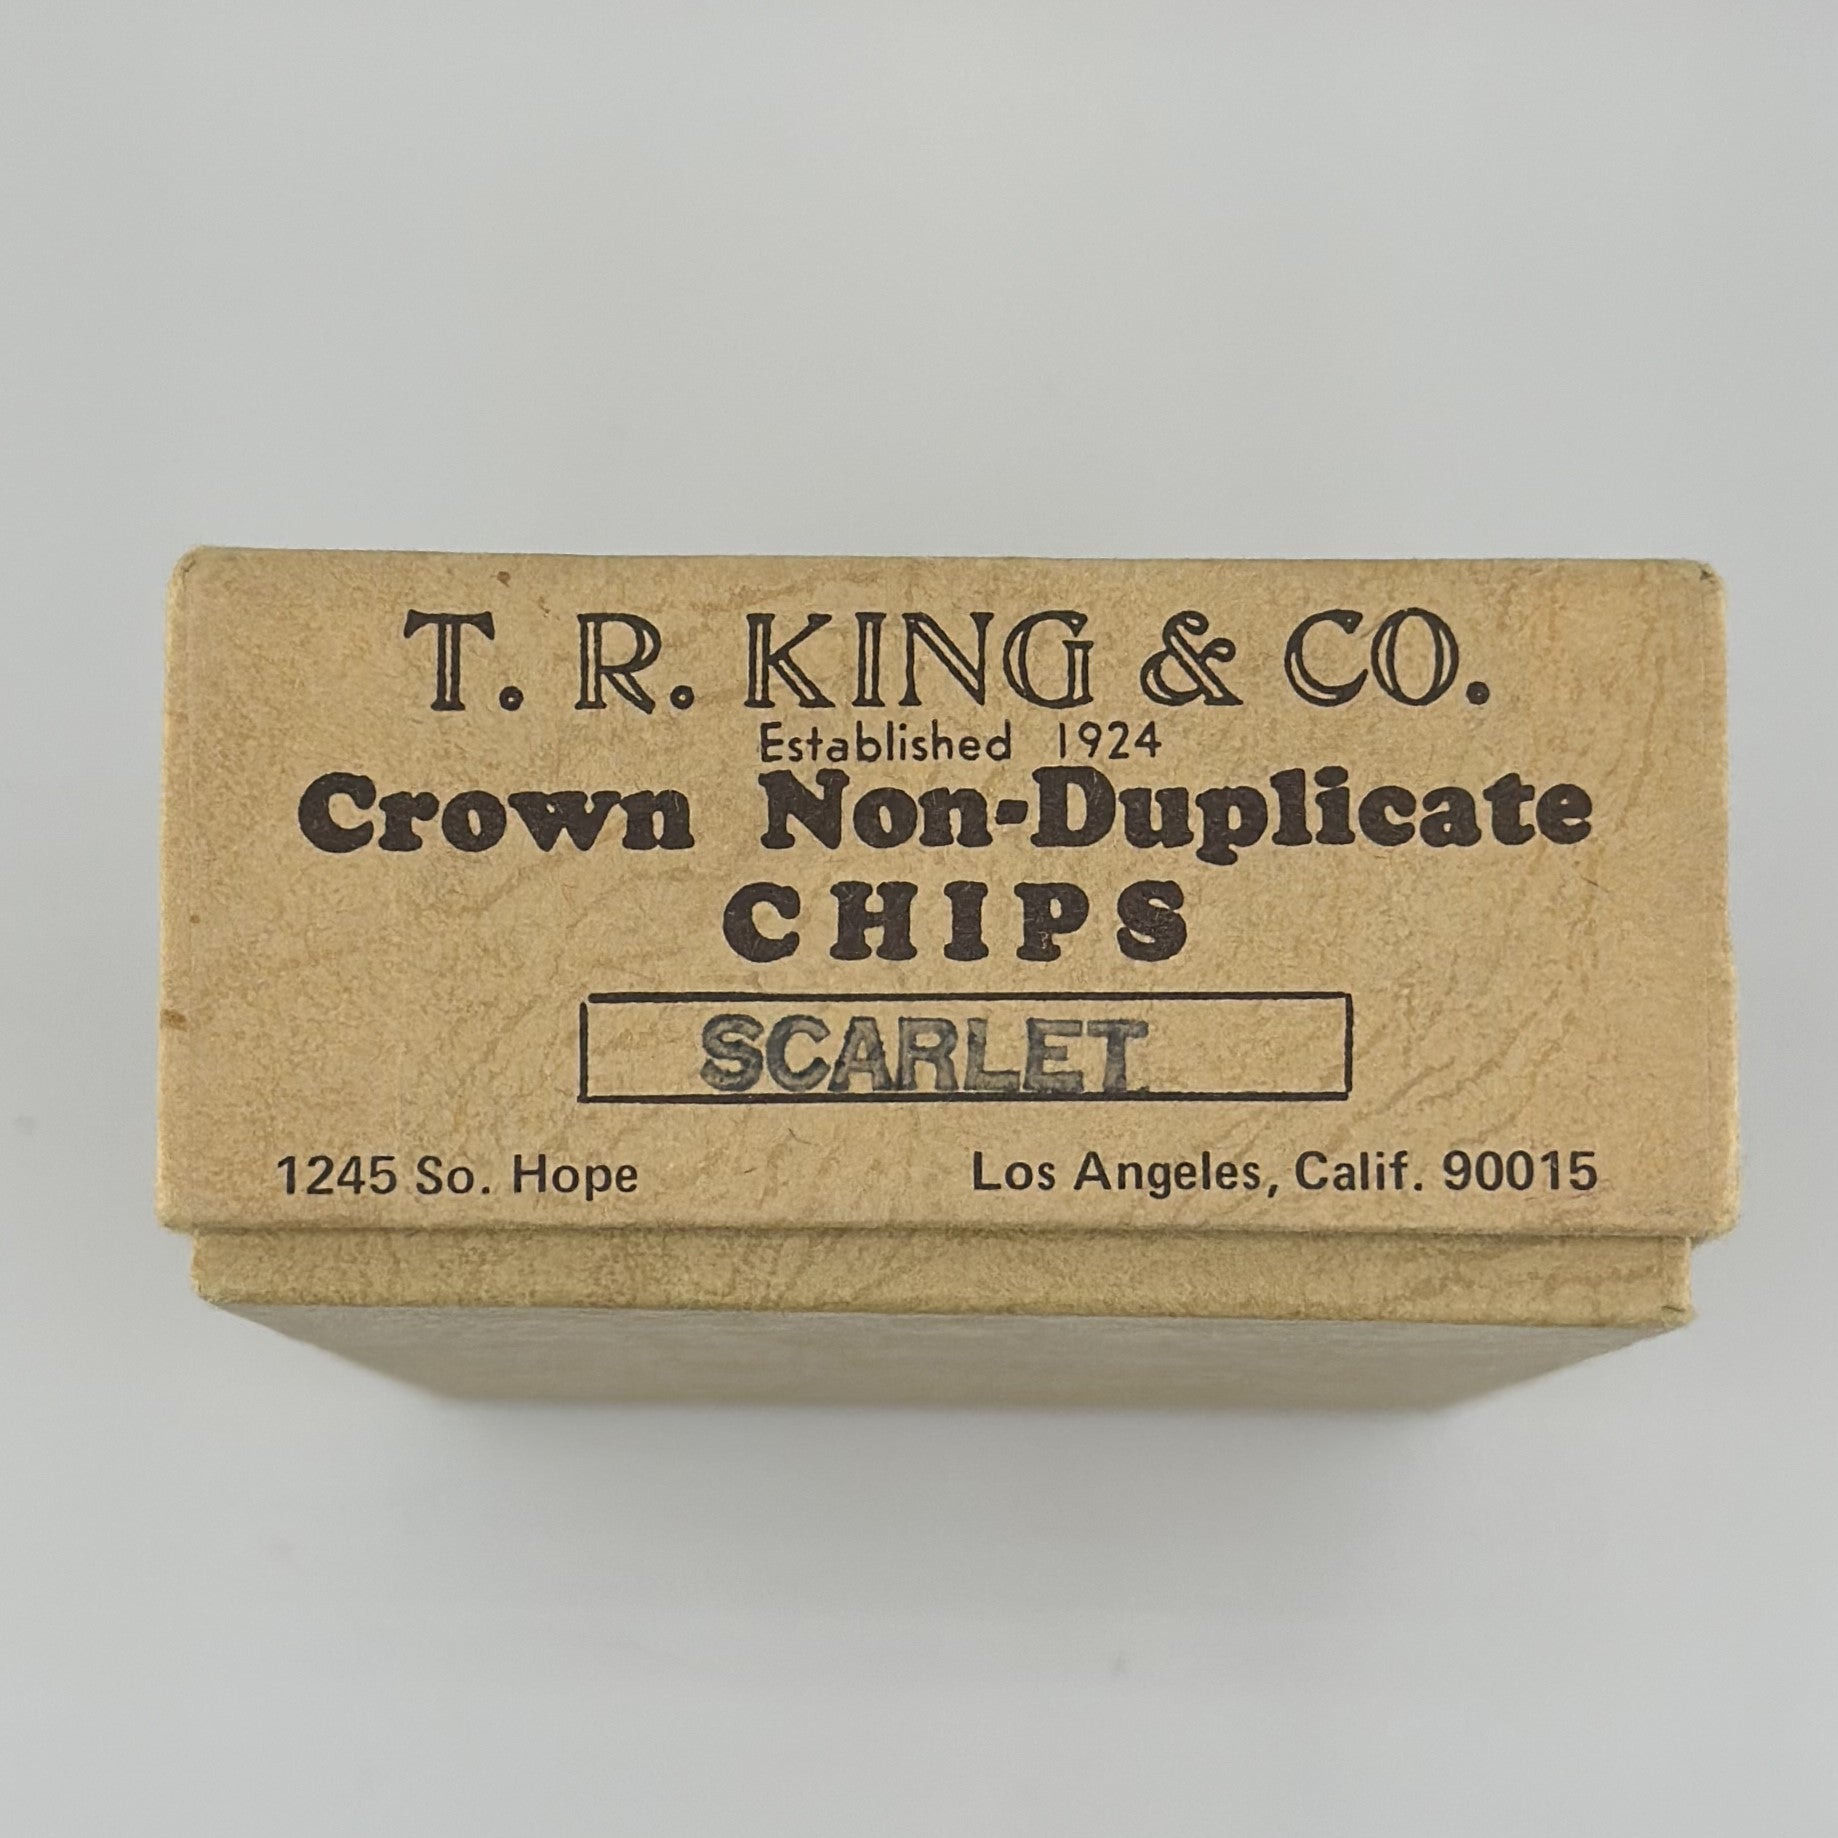 T. R. KING & CO.
Established 1924
Crown Non-Duplicate
CHIPS
SCARLET
1245 So. Hope Los Angeles, Calif. 90015